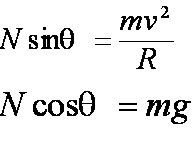 N sinθ = mv²/R
N cosθ = mg